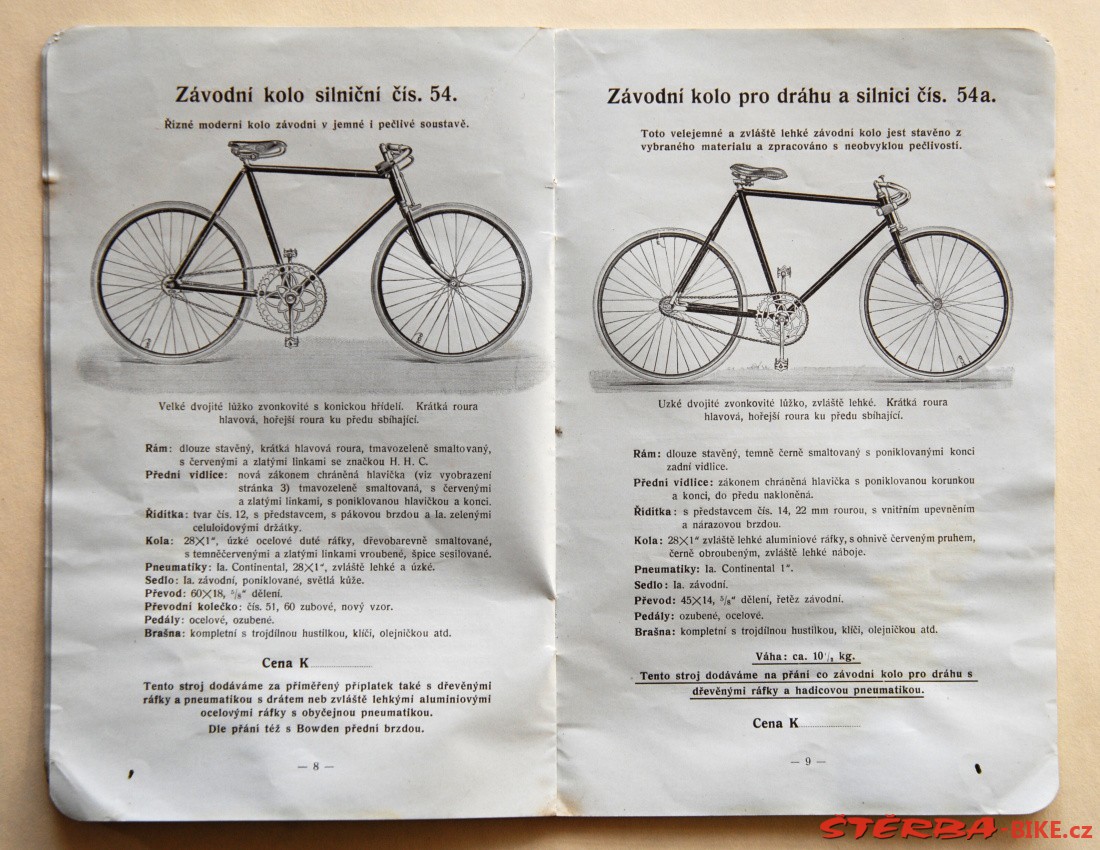 Závodní kolo silniční čís. 54.
Řizné moderní kolo závodní v jemné i pečlivé soustavě.
Velké dvojité lůžko zvonkovité s konickou hřídelí. Krátká roura
hlavová, hořejší roura ku předu sbíhající.
Rám: dlouze stavěný, krátká hlavová roura, tmavozeleně smaltovaný,
s červenými a zlatými linkami se značkou H. H. C.
Přední vidlice: nová zákonem chráněná hlavička (viz vyobrazení
stránka 3) tmavozeleně smaltovaná, s červenými
a zlatými linkami, s poniklovanou hlavičkou a konci.
Řidítka: tvar čís. 12, s představcem, s pákovou brzdou a Ia. zelenými
celuloidovými držátky.
Kola: 28×1", úzké ocelové duté ráfky, dřevobarevně smaltované,
s temněčervenými a zlatými linkami vroubené, špice sesilované.
Pneumatiky: Ia. Continental, 28×1", zvláště lehké a úzké.
Sedlo: Ia. závodní, poniklované, světlá kůže.
Převod: 60×18, ⁵/₈" dělení.
Převodní kolečko: čís. 51, 60 zubové, nový vzor.
Pedály: ocelové, ozubené.
Brašna: kompletní s trojdílnou hustilkou, klíči, olejničkou atd.
Cena K
Tento stroj dodáváme za přiměřený příplatek také s dřevěnými
ráfky a pneumatikou s drátem neb zvláště lehkými aluminiovými
ocelovými ráfky s obyčejnou pneumatikou.
Dle přání též s Bowden přední brzdou.
— 8 —
Závodní kolo pro dráhu a silnici čís. 54a.
Toto velejemné a zvláště lehké závodní kolo jest stavěno z
vybraného materialu a zpracováno s neobvyklou pečlivostí.
Uzké dvojité zvonkovité lůžko, zvláště lehké. Krátká roura
hlavová, hořejší roura ku předu sbíhající.
Rám: dlouze stavěný, temně černě smaltovaný s poniklovanými konci
zadní vidlice.
Přední vidlice: zákonem chráněná hlavička s poniklovanou korunkou
a konci, do předu nakloněná.
Řidítka: s představcem čís. 14, 22 mm rourou, s vnitřním upevněním
a nárazovou brzdou.
Kola: 28×1" zvláště lehké aluminiové ráfky, s ohnivě červeným pruhem,
černě obroubeným, zvláště lehké náboje.
Pneumatiky: Ia. Continental 1".
Sedlo: Ia. závodní.
Převod: 45×14, ⁵/₈" dělení, řetěz závodní.
Pedály: ozubené, ocelové.
Brašna: kompletní s trojdílnou hustilkou, klíči, olejničkou atd.
Váha: ca. 10 kg.
Tento stroj dodáváme na přání co závodní kolo pro dráhu s
dřevěnými ráfky a hadicovou pneumatikou.
Cena K
— 9 —
ŠTĚRBA-BIKE.cz